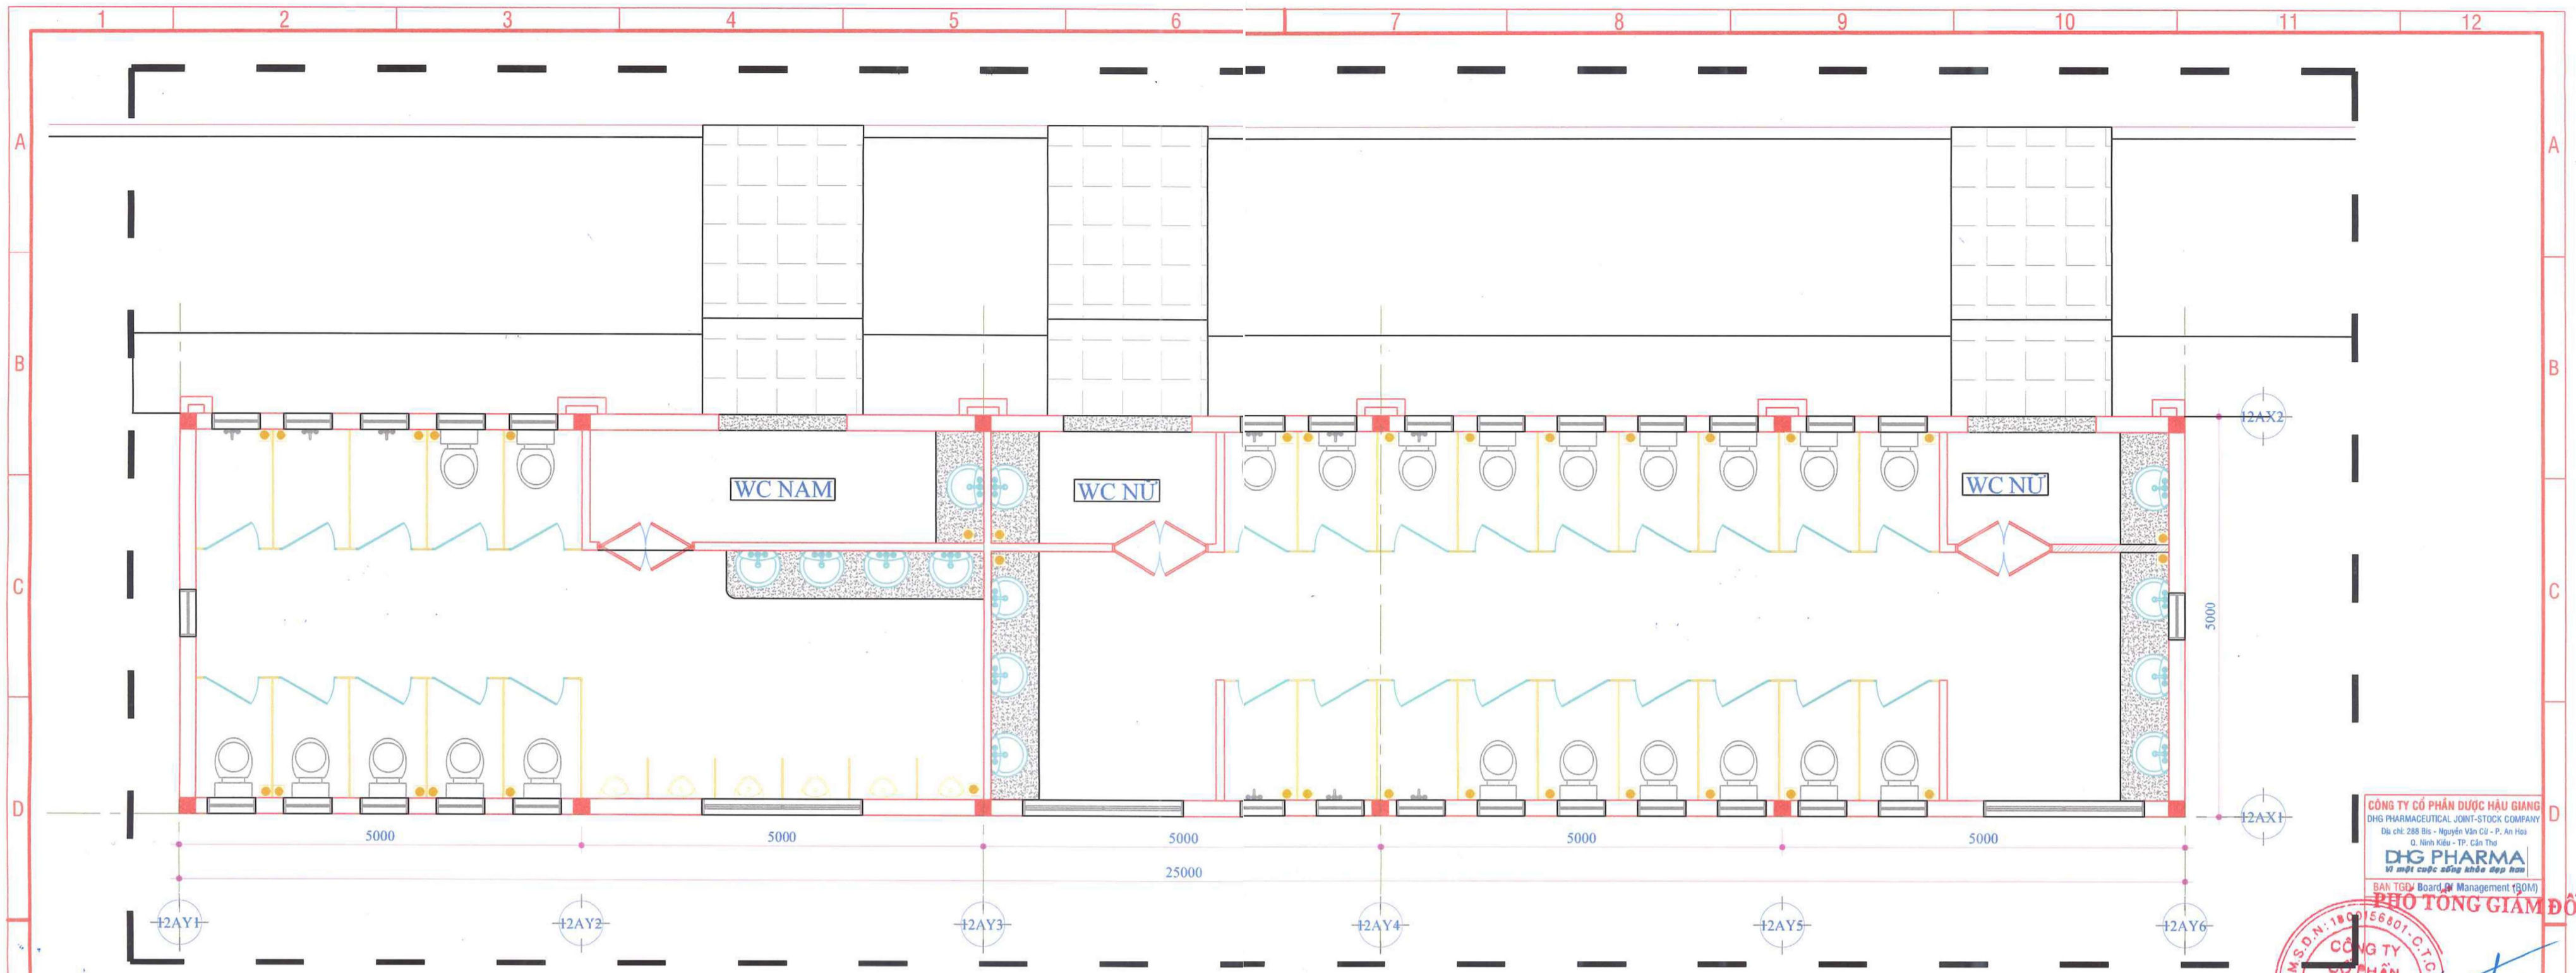 1 2 3 4 5 6 7 8 9 10 11 12
A A
B B
WC NAM
WC NỮ
WC NỮ
12AX2
C C
5000
D D
12AX1
5000 5000 5000 5000 5000
25000
12AY1 12AY2 12AY3 12AY4 12AY5 12AY6
CÔNG TY CỔ PHẦN DƯỢC HẬU GIANG
DHG PHARMACEUTICAL JOINT-STOCK COMPANY
Địa chỉ: 288 Bis - Nguyễn Văn Cừ - P. An Hoà
Q. Ninh Kiều - TP. Cần Thơ
DHG PHARMA
Vì một cuộc sống khỏe đẹp hơn
BAN TGĐ/ Board Of Management (BOM)
PHÓ TỔNG GIÁM ĐỐ
M.S.D.N: 1800156801-C.T.C
CÔNG TY
CỔ PHẦN